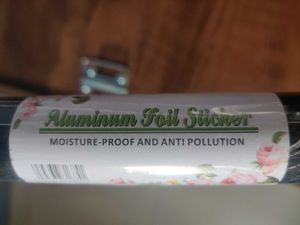 Aluminum Foil Sticker
MOISTURE-PROOF AND ANTI POLLUTION